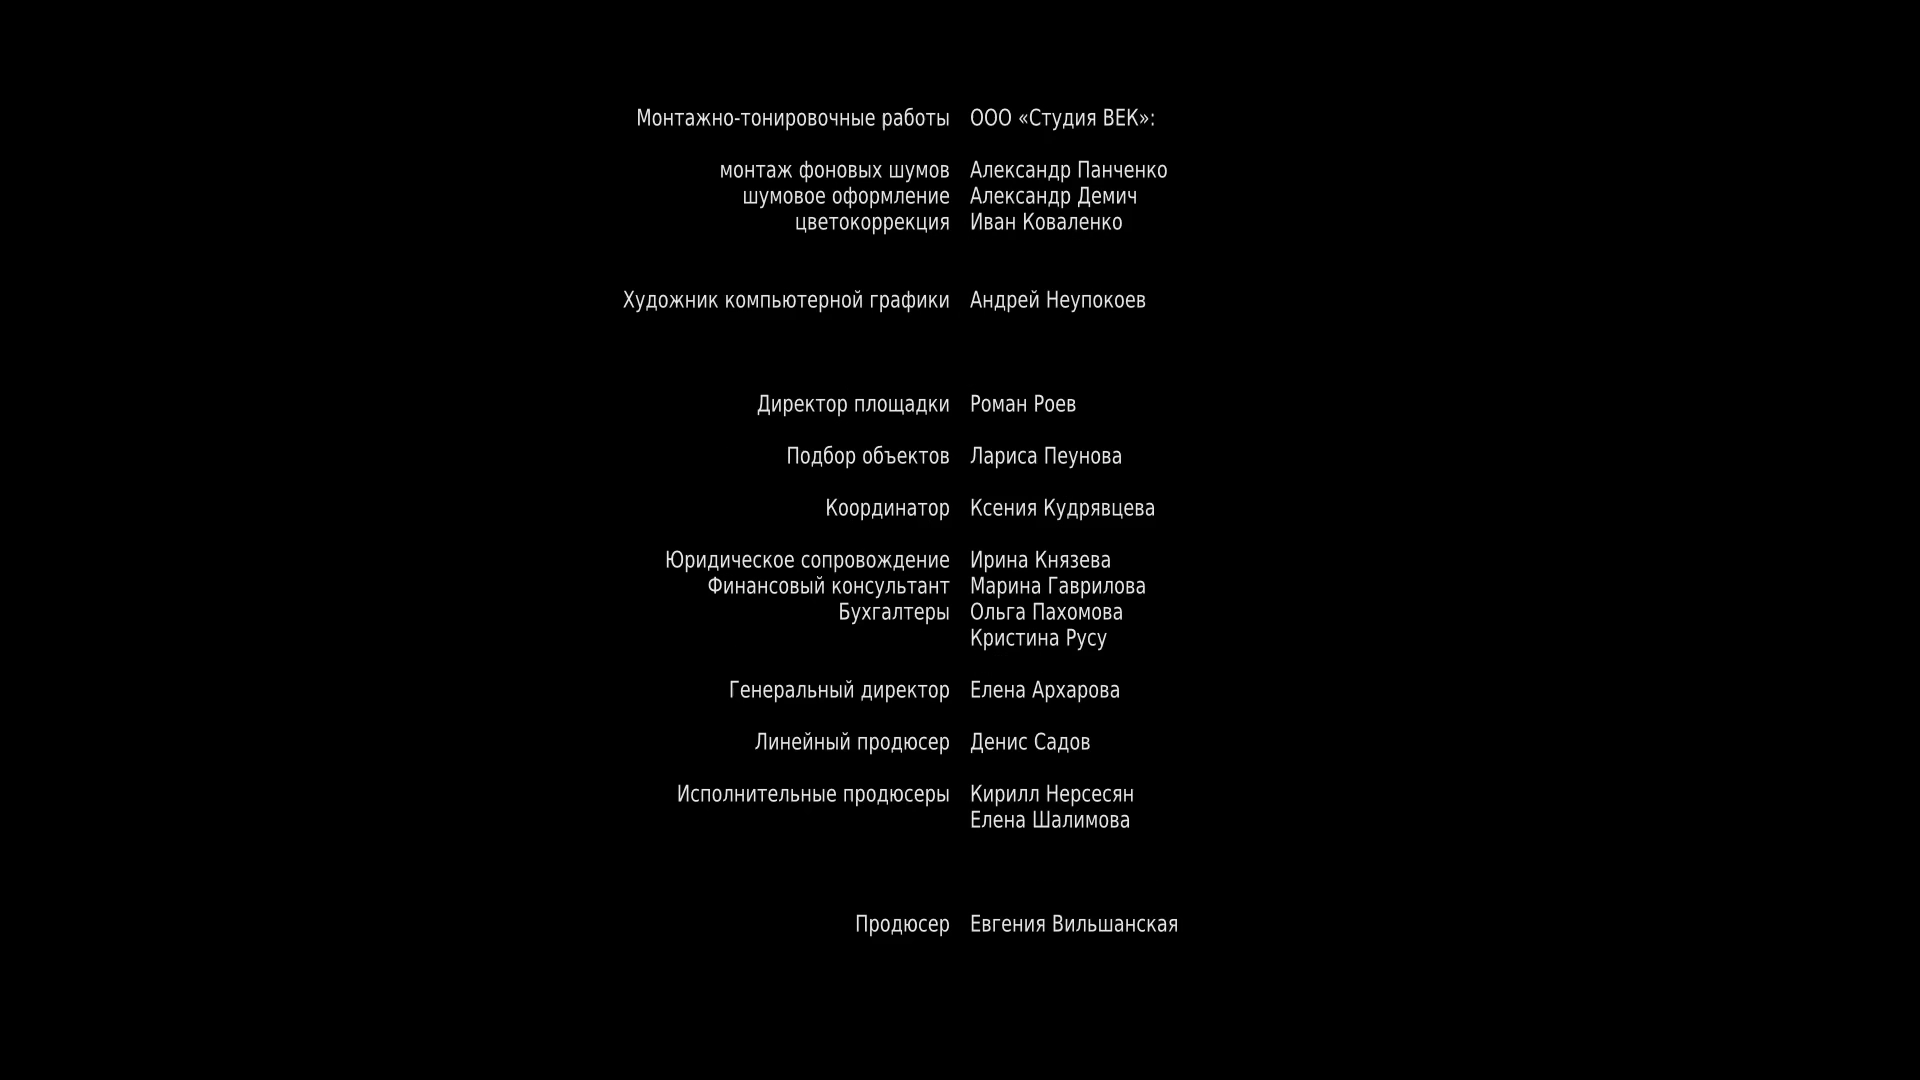 Монтажно-тонировочные работы ООО «Студия ВЕК»:
монтаж фоновых шумов Александр Панченко
шумовое оформление Александр Демич
цветокоррекция Иван Коваленко
Художник компьютерной графики Андрей Неупокоев
Директор площадки Роман Роев
Подбор объектов Лариса Пеунова
Координатор Ксения Кудрявцева
Юридическое сопровождение Ирина Князева
Финансовый консультант Марина Гаврилова
Бухгалтеры Ольга Пахомова
Кристина Русу
Генеральный директор Елена Архарова
Линейный продюсер Денис Садов
Исполнительные продюсеры Кирилл Нерсесян
Елена Шалимова
Продюсер Евгения Вильшанская